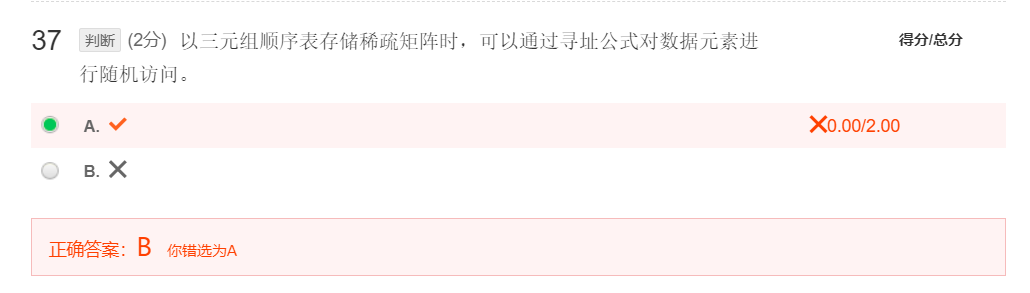 37 判断 (2分) 以三元组顺序表存储稀疏矩阵时，可以通过寻址公式对数据元素进 得分/总分
行随机访问。
A. ✓ ✕0.00/2.00
B. ✕
正确答案：B 你错选为A